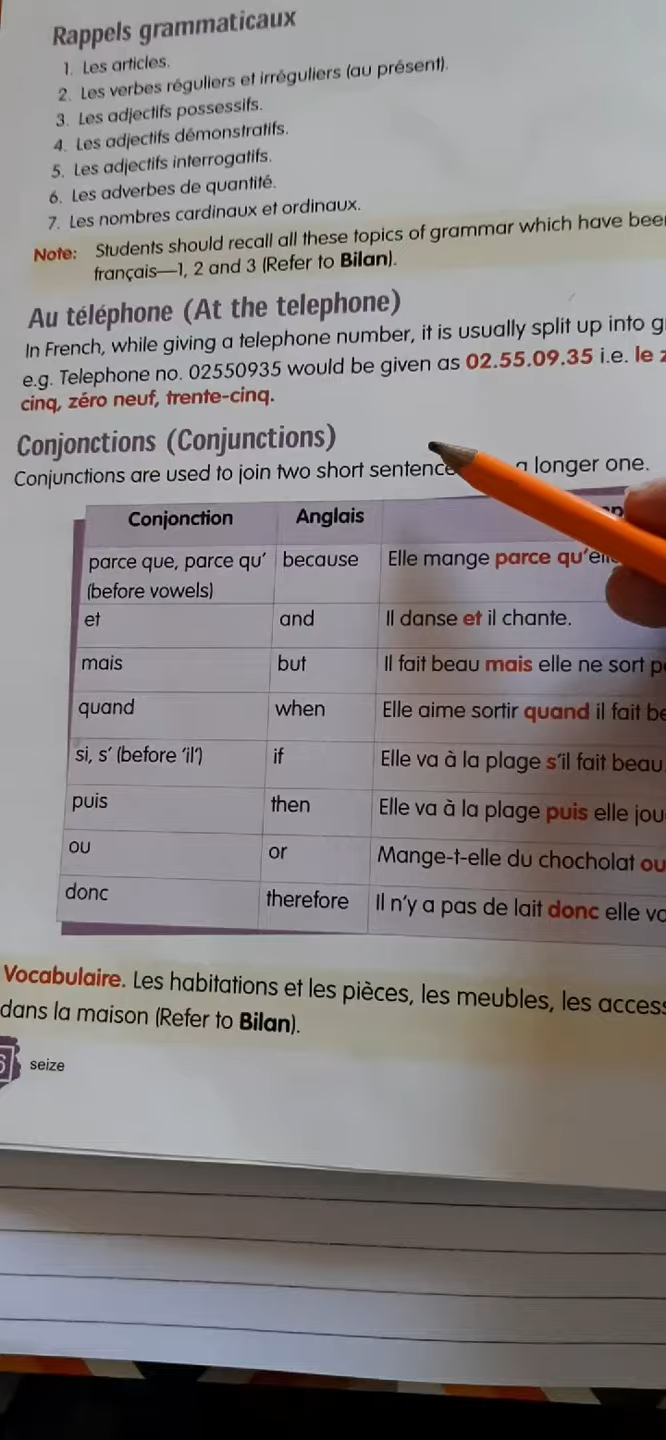 Rappels grammaticaux
1. Les articles.
2. Les verbes réguliers et irréguliers (au présent).
3. Les adjectifs possessifs.
4. Les adjectifs démonstratifs.
5. Les adjectifs interrogatifs.
6. Les adverbes de quantité.
7. Les nombres cardinaux et ordinaux.
Note: Students should recall all these topics of grammar which have
français—1, 2 and 3 (Refer to Bilan).
Au téléphone (At the telephone)
In French, while giving a telephone number, it is usually split up into
e.g. Telephone no. 02550935 would be given as 02.55.09.35 i.e. le
cinq, zéro neuf, trente-cinq.
Conjonctions (Conjunctions)
Conjunctions are used to join two short a longer one.
Conjonction Anglais
parce que, parce qu' because Elle mange parce
(before vowels)
et and Il danse et il chante.
mais but Il fait beau mais elle ne sort
quand when Elle aime sortir quand il fait
si, s' (before 'il') if Elle va à la plage s'il fait beau
puis then Elle va à la plage puis elle
ou or Mange-t-elle du chocholat ou
donc therefore Il n'y a pas de lait donc elle
Vocabulaire. Les habitations et les pièces, les meubles, les
dans la maison (Refer to Bilan).
seize